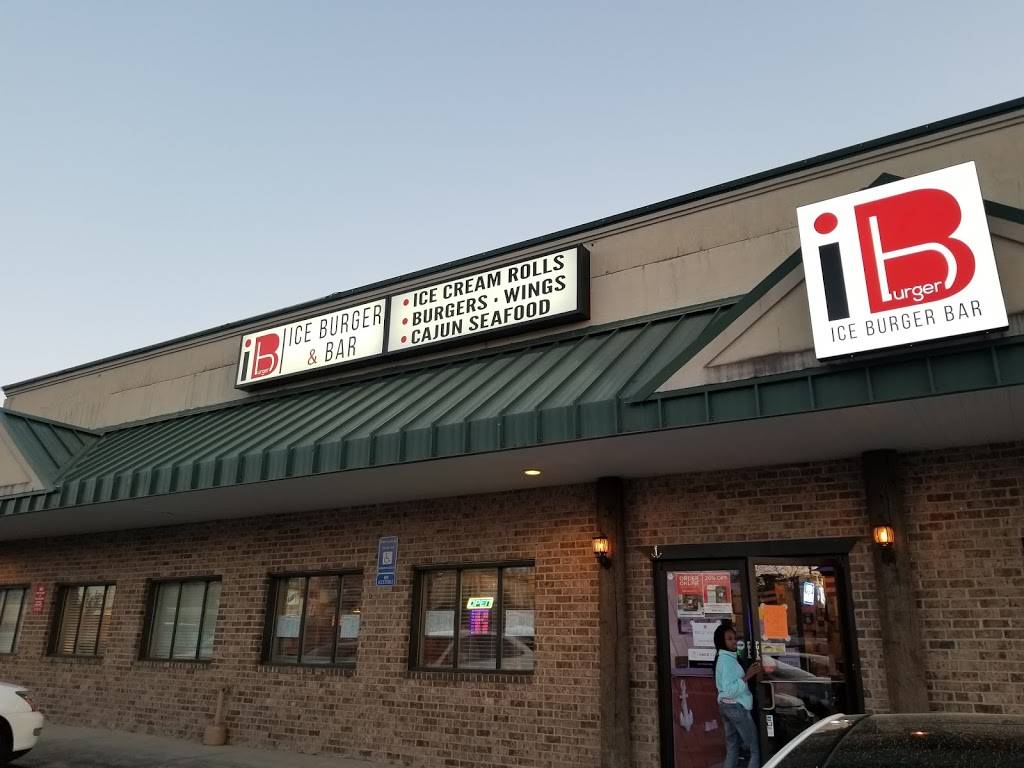 iB
urger
ICE BURGER
& BAR
• ICE CREAM ROLLS
• BURGERS · WINGS
• CAJUN SEAFOOD
iB
urger
ICE BURGER BAR
OPEN
ORDER
ONLINE
20% OFF